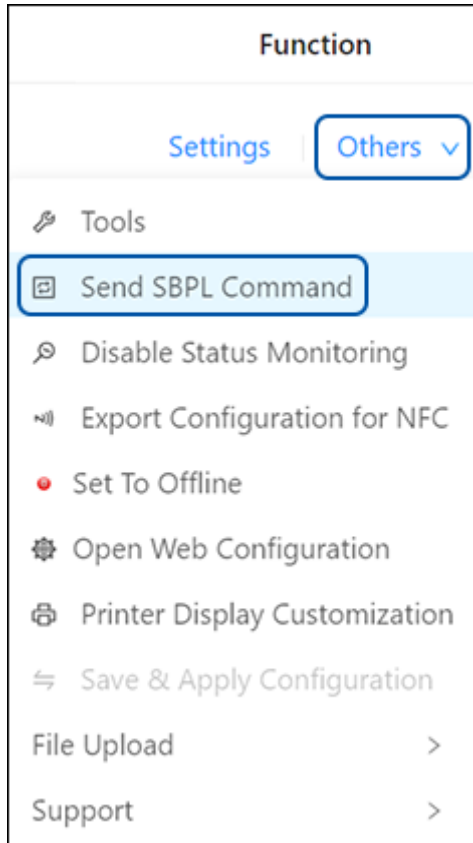 Function
Settings Others
Tools
Send SBPL Command
Disable Status Monitoring
Export Configuration for NFC
Set To Offline
Open Web Configuration
Printer Display Customization
Save & Apply Configuration
File Upload
Support